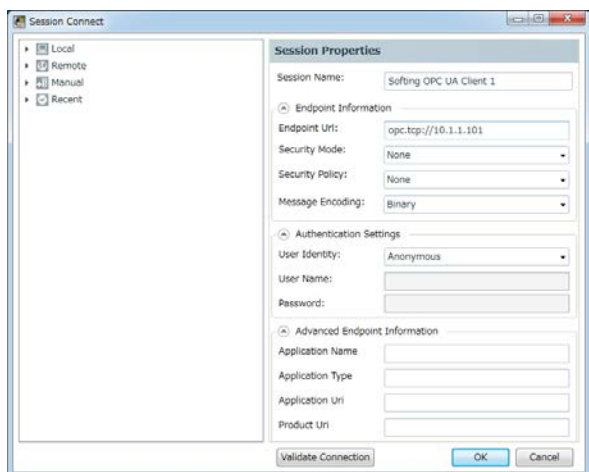 Session Connect
Local
Remote
Manual
Recent
Session Properties
Session Name: Softing OPC UA Client 1
Endpoint Information
Endpoint Url: opc.tcp://10.1.1.101
Security Mode: None
Security Policy: None
Message Encoding: Binary
Authentication Settings
User Identity: Anonymous
User Name:
Password:
Advanced Endpoint Information
Application Name
Application Type
Application Uri
Product Uri
Validate Connection OK Cancel